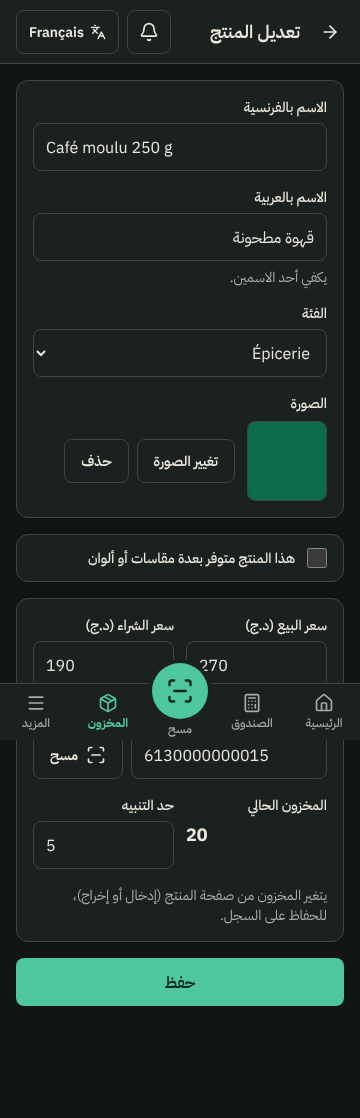 تعديل المنتج
Français
الاسم بالفرنسية
Café moulu 250 g
الاسم بالعربية
قهوة مطحونة
يكفي أحد الاسمين.
الفئة
Épicerie
الصورة
تغيير الصورة
حذف
هذا المنتج متوفر بعدة مقاسات أو ألوان
سعر البيع (د.ج)
سعر الشراء (د.ج)
270
190
الرئيسية
الصندوق
مسح
المخزون
المزيد
6130000000015
مسح
المخزون الحالي
حد التنبيه
20
5
يتغير المخزون من صفحة المنتج (إدخال أو إخراج)،
للحفاظ على السجل.
حفظ